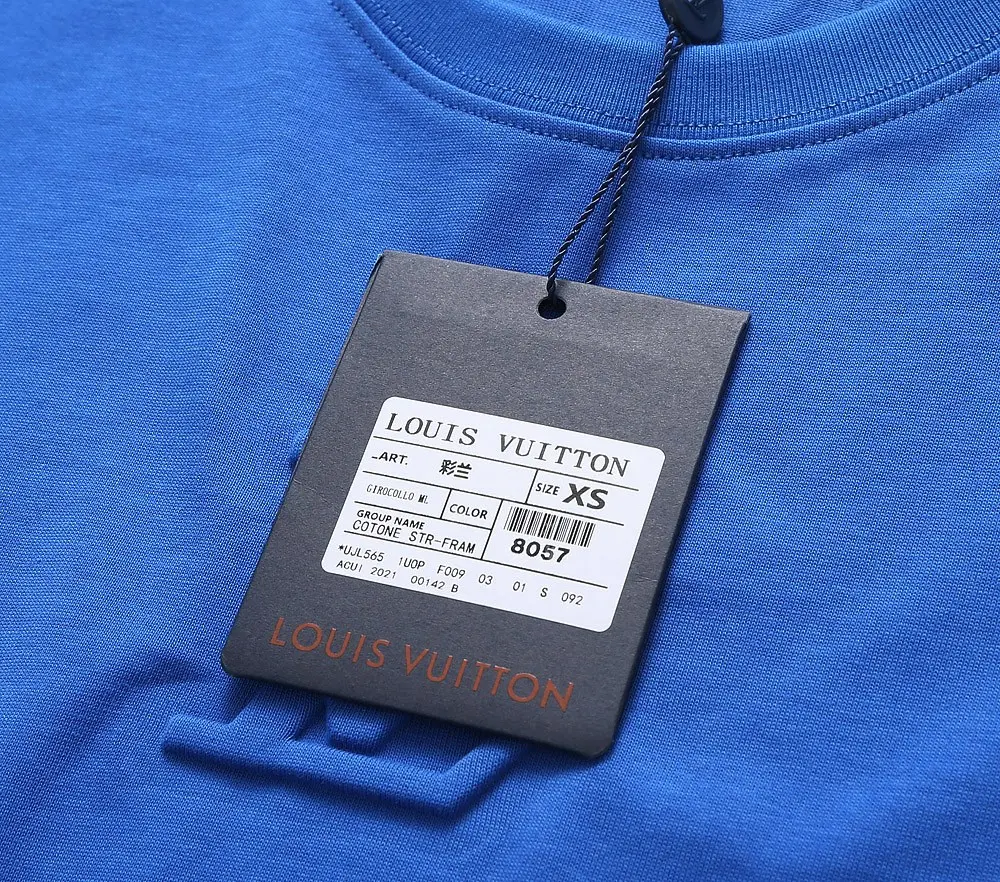 LOUIS VUITTON
-ART. 彩兰
SIZE XS
GIROCOLLO ML
COLOR
8057
GROUP NAME
COTONE STR-FRAM
*UJL565 1U0P F009 03 01 S 092
ACUI 2021 00142 B
LOUIS VUITTON